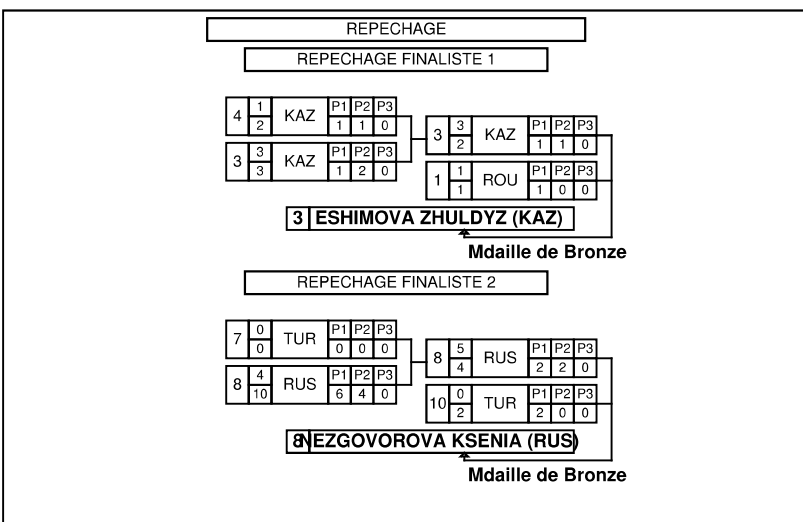 REPECHAGE
REPECHAGE FINALISTE 1
4 1 2 KAZ P1 P2 P3 1 1 0
3 3 3 KAZ P1 P2 P3 1 2 0
3 3 2 KAZ P1 P2 P3 1 1 0
1 1 1 ROU P1 P2 P3 1 0 0
3 ESHIMOVA ZHULDYZ (KAZ)
Mdaille de Bronze
REPECHAGE FINALISTE 2
7 0 0 TUR P1 P2 P3 0 0 0
8 4 10 RUS P1 P2 P3 6 4 0
8 5 4 RUS P1 P2 P3 2 2 0
10 0 2 TUR P1 P2 P3 2 0 0
8 NEZGOVOROVA KSENIA (RUS)
Mdaille de Bronze